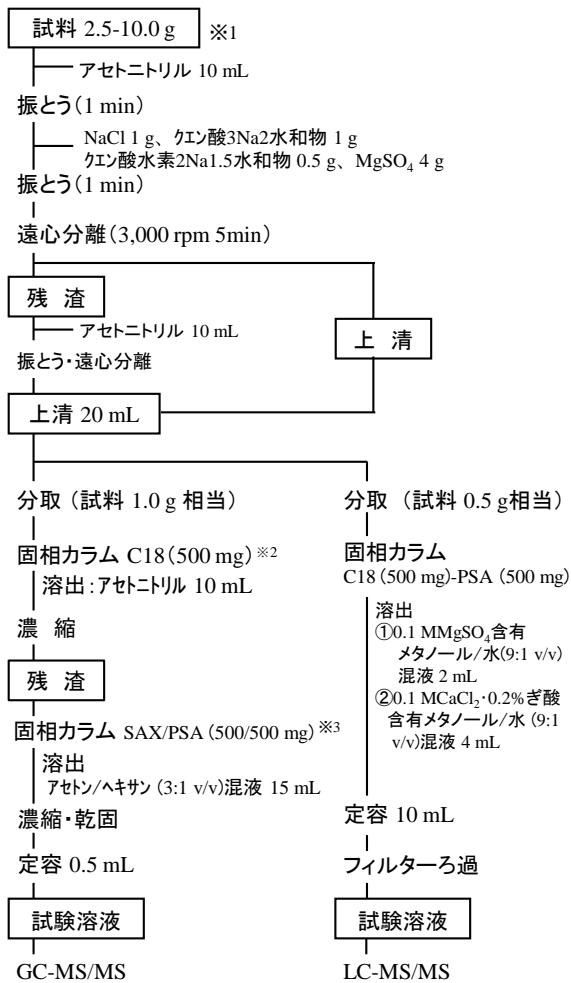 試料 2.5-10.0 g ※1
アセトニトリル 10 mL
振とう(1 min)
NaCl 1 g、クエン酸3Na2水和物 1 g
クエン酸水素2Na1.5水和物 0.5 g、MgSO₄ 4 g
振とう(1 min)
遠心分離(3,000 rpm 5min)
残 渣
アセトニトリル 10 mL
上 清
振とう・遠心分離
上清 20 mL
分取 (試料 1.0 g 相当)
固相カラム C18(500 mg)※2
溶出:アセトニトリル 10 mL
濃 縮
残 渣
固相カラム SAX/PSA (500/500 mg)※3
溶出
アセトン/ヘキサン (3:1 v/v)混液 15 mL
濃縮・乾固
定容 0.5 mL
試験溶液
GC-MS/MS
分取 (試料 0.5 g相当)
固相カラム
C18 (500 mg)-PSA (500 mg)
溶出
①0.1 MMgSO₄含有
メタノール/水(9:1 v/v)
混液 2 mL
②0.1 MCaCl₂・0.2%ぎ酸
含有メタノール/水 (9:1
v/v)混液 4 mL
定容 10 mL
フィルターろ過
試験溶液
LC-MS/MS